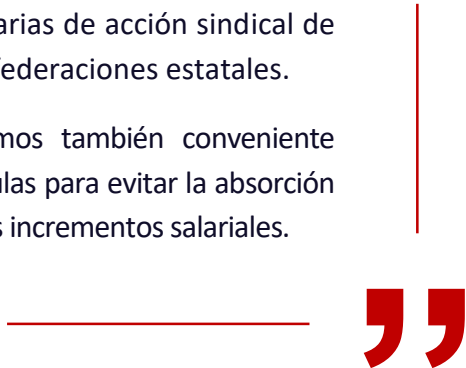 arias de acción sindical de
federaciones estatales.
mos también conveniente
ulas para evitar la absorción
s incrementos salariales.
”